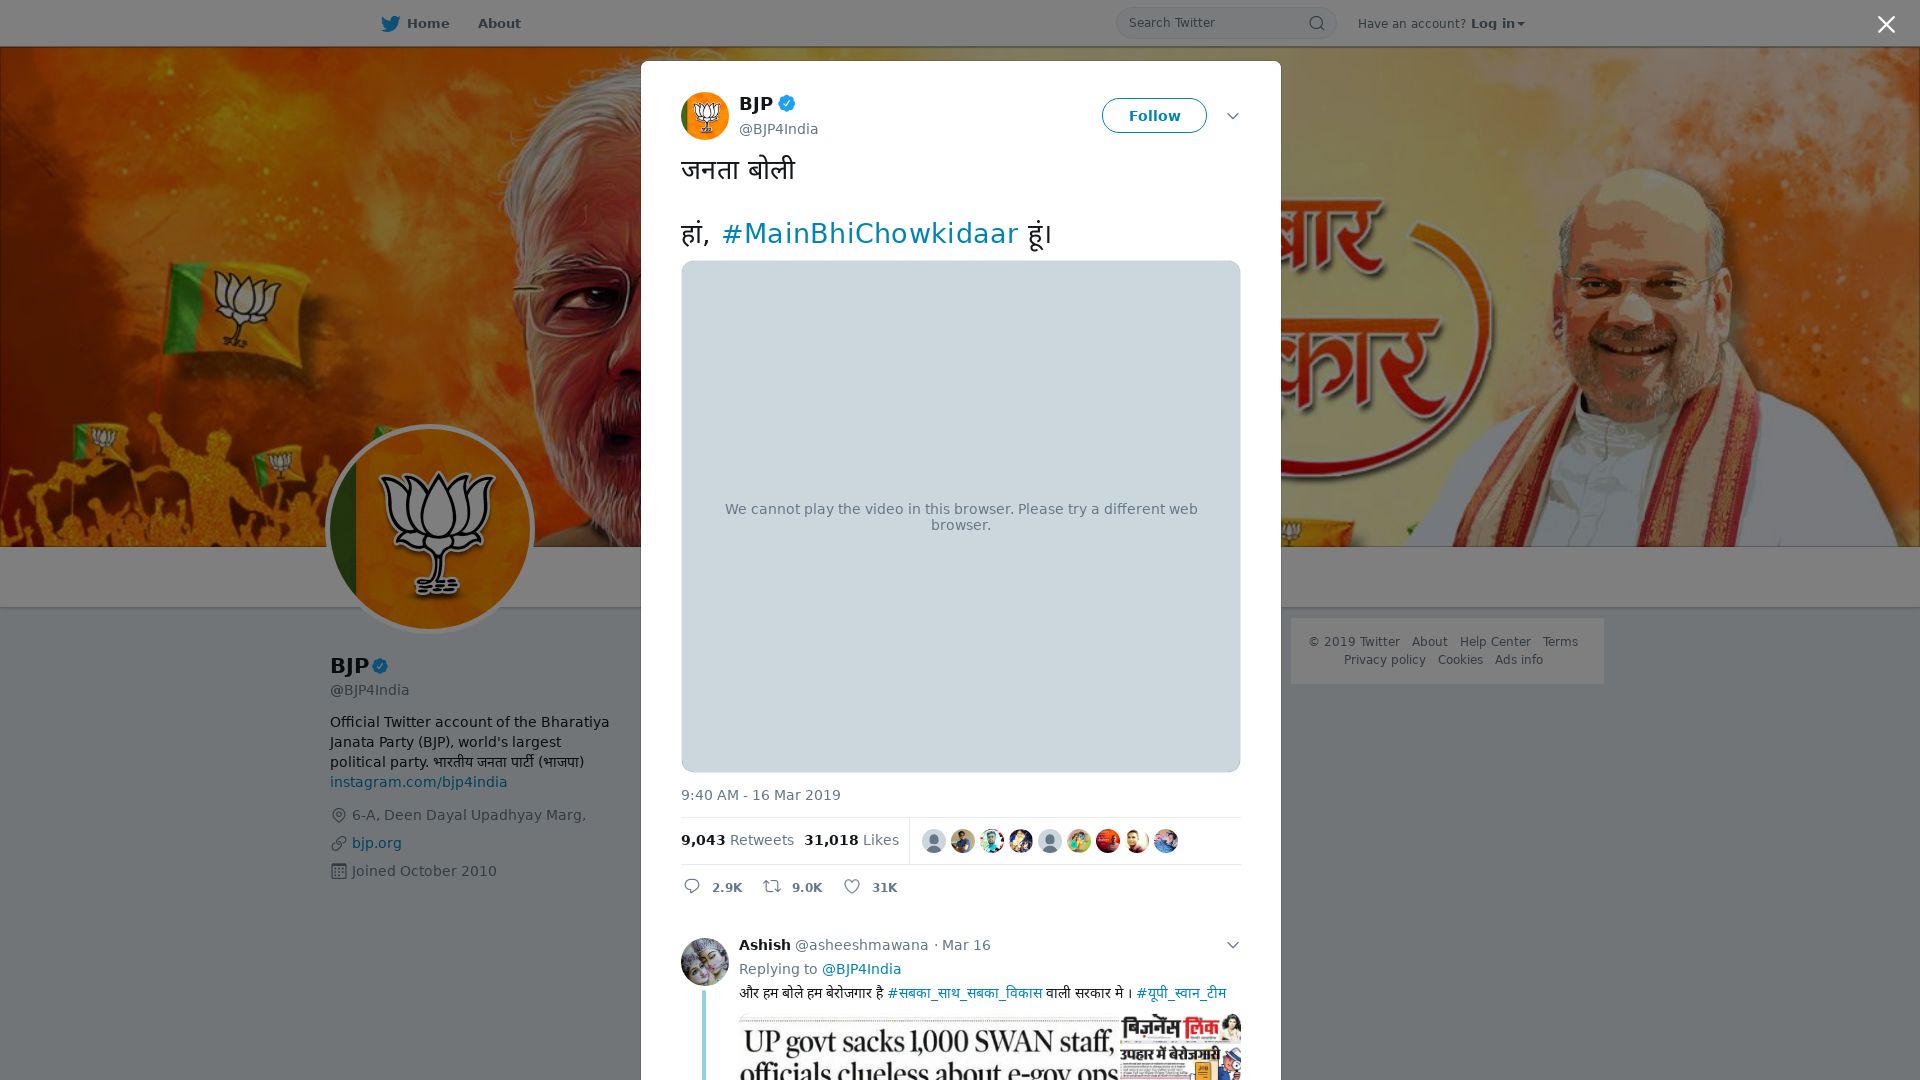 Home About Search Twitter Have an account? Log in
BJP
@BJP4India
Follow
जनता बोली
हां, #MainBhiChowkidaar हूं।
We cannot play the video in this browser. Please try a different web
browser.
9:40 AM - 16 Mar 2019
9,043 Retweets 31,018 Likes
2.9K 9.0K 31K
Ashish @asheeshmawana · Mar 16
Replying to @BJP4India
और हम बोले हम बेरोजगार है #सबका_साथ_सबका_विकास वाली सरकार मे । #यूपी_स्वान_टीम
UP govt sacks 1,000 SWAN staff,
officials clueless about e-gov ops
बिज़नेस लिंक
उपहार में बेरोजगारी
BJP
@BJP4India
Official Twitter account of the Bharatiya
Janata Party (BJP), world's largest
political party. भारतीय जनता पार्टी (भाजपा)
instagram.com/bjp4india
6-A, Deen Dayal Upadhyay Marg,
bjp.org
Joined October 2010
© 2019 Twitter About Help Center Terms
Privacy policy Cookies Ads info